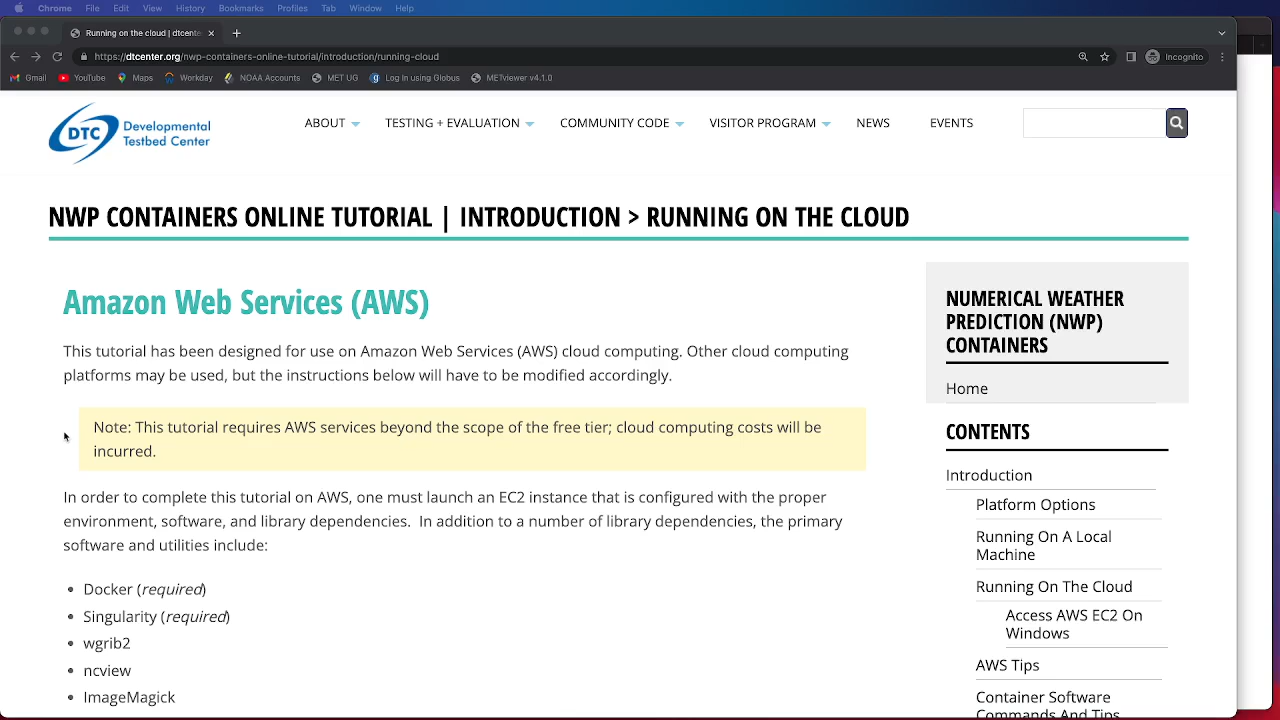 Chrome File Edit View History Bookmarks Profiles Tab Window Help
Running on the cloud | dtcente
https://dtcenter.org/nwp-containers-online-tutorial/introduction/running-cloud
Incognito
Gmail YouTube Maps Workday NOAA Accounts MET UG Log in using Globus METviewer v4.1.0
DTC Developmental
Testbed Center
ABOUT TESTING + EVALUATION COMMUNITY CODE VISITOR PROGRAM NEWS EVENTS
NWP CONTAINERS ONLINE TUTORIAL | INTRODUCTION > RUNNING ON THE CLOUD
Amazon Web Services (AWS)
This tutorial has been designed for use on Amazon Web Services (AWS) cloud computing. Other cloud computing
platforms may be used, but the instructions below will have to be modified accordingly.
Note: This tutorial requires AWS services beyond the scope of the free tier; cloud computing costs will be
incurred.
In order to complete this tutorial on AWS, one must launch an EC2 instance that is configured with the proper
environment, software, and library dependencies. In addition to a number of library dependencies, the primary
software and utilities include:
Docker (required)
Singularity (required)
wgrib2
ncview
ImageMagick
NUMERICAL WEATHER
PREDICTION (NWP)
CONTAINERS
Home
CONTENTS
Introduction
Platform Options
Running On A Local
Machine
Running On The Cloud
Access AWS EC2 On
Windows
AWS Tips
Container Software
Commands And Tips